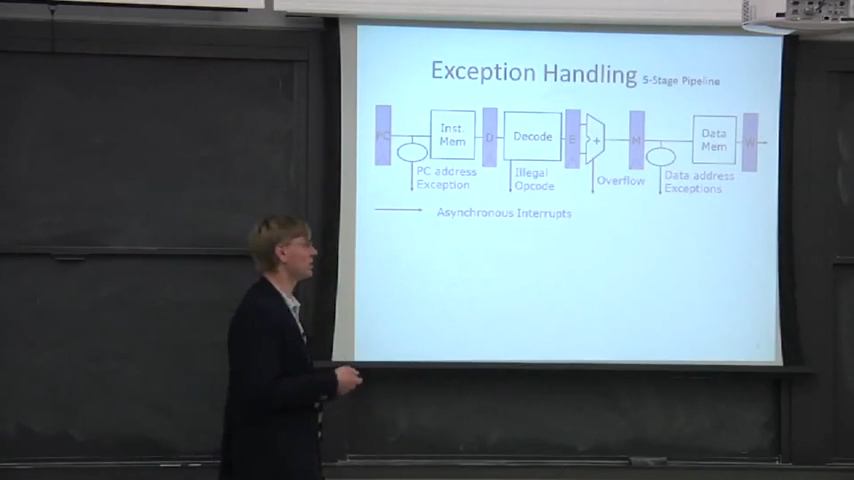 Exception Handling 5-Stage Pipeline
PC
Inst. Mem
D
Decode
E
+
M
Data Mem
W
PC address Exception
Illegal Opcode
Overflow
Data address Exceptions
Asynchronous Interrupts